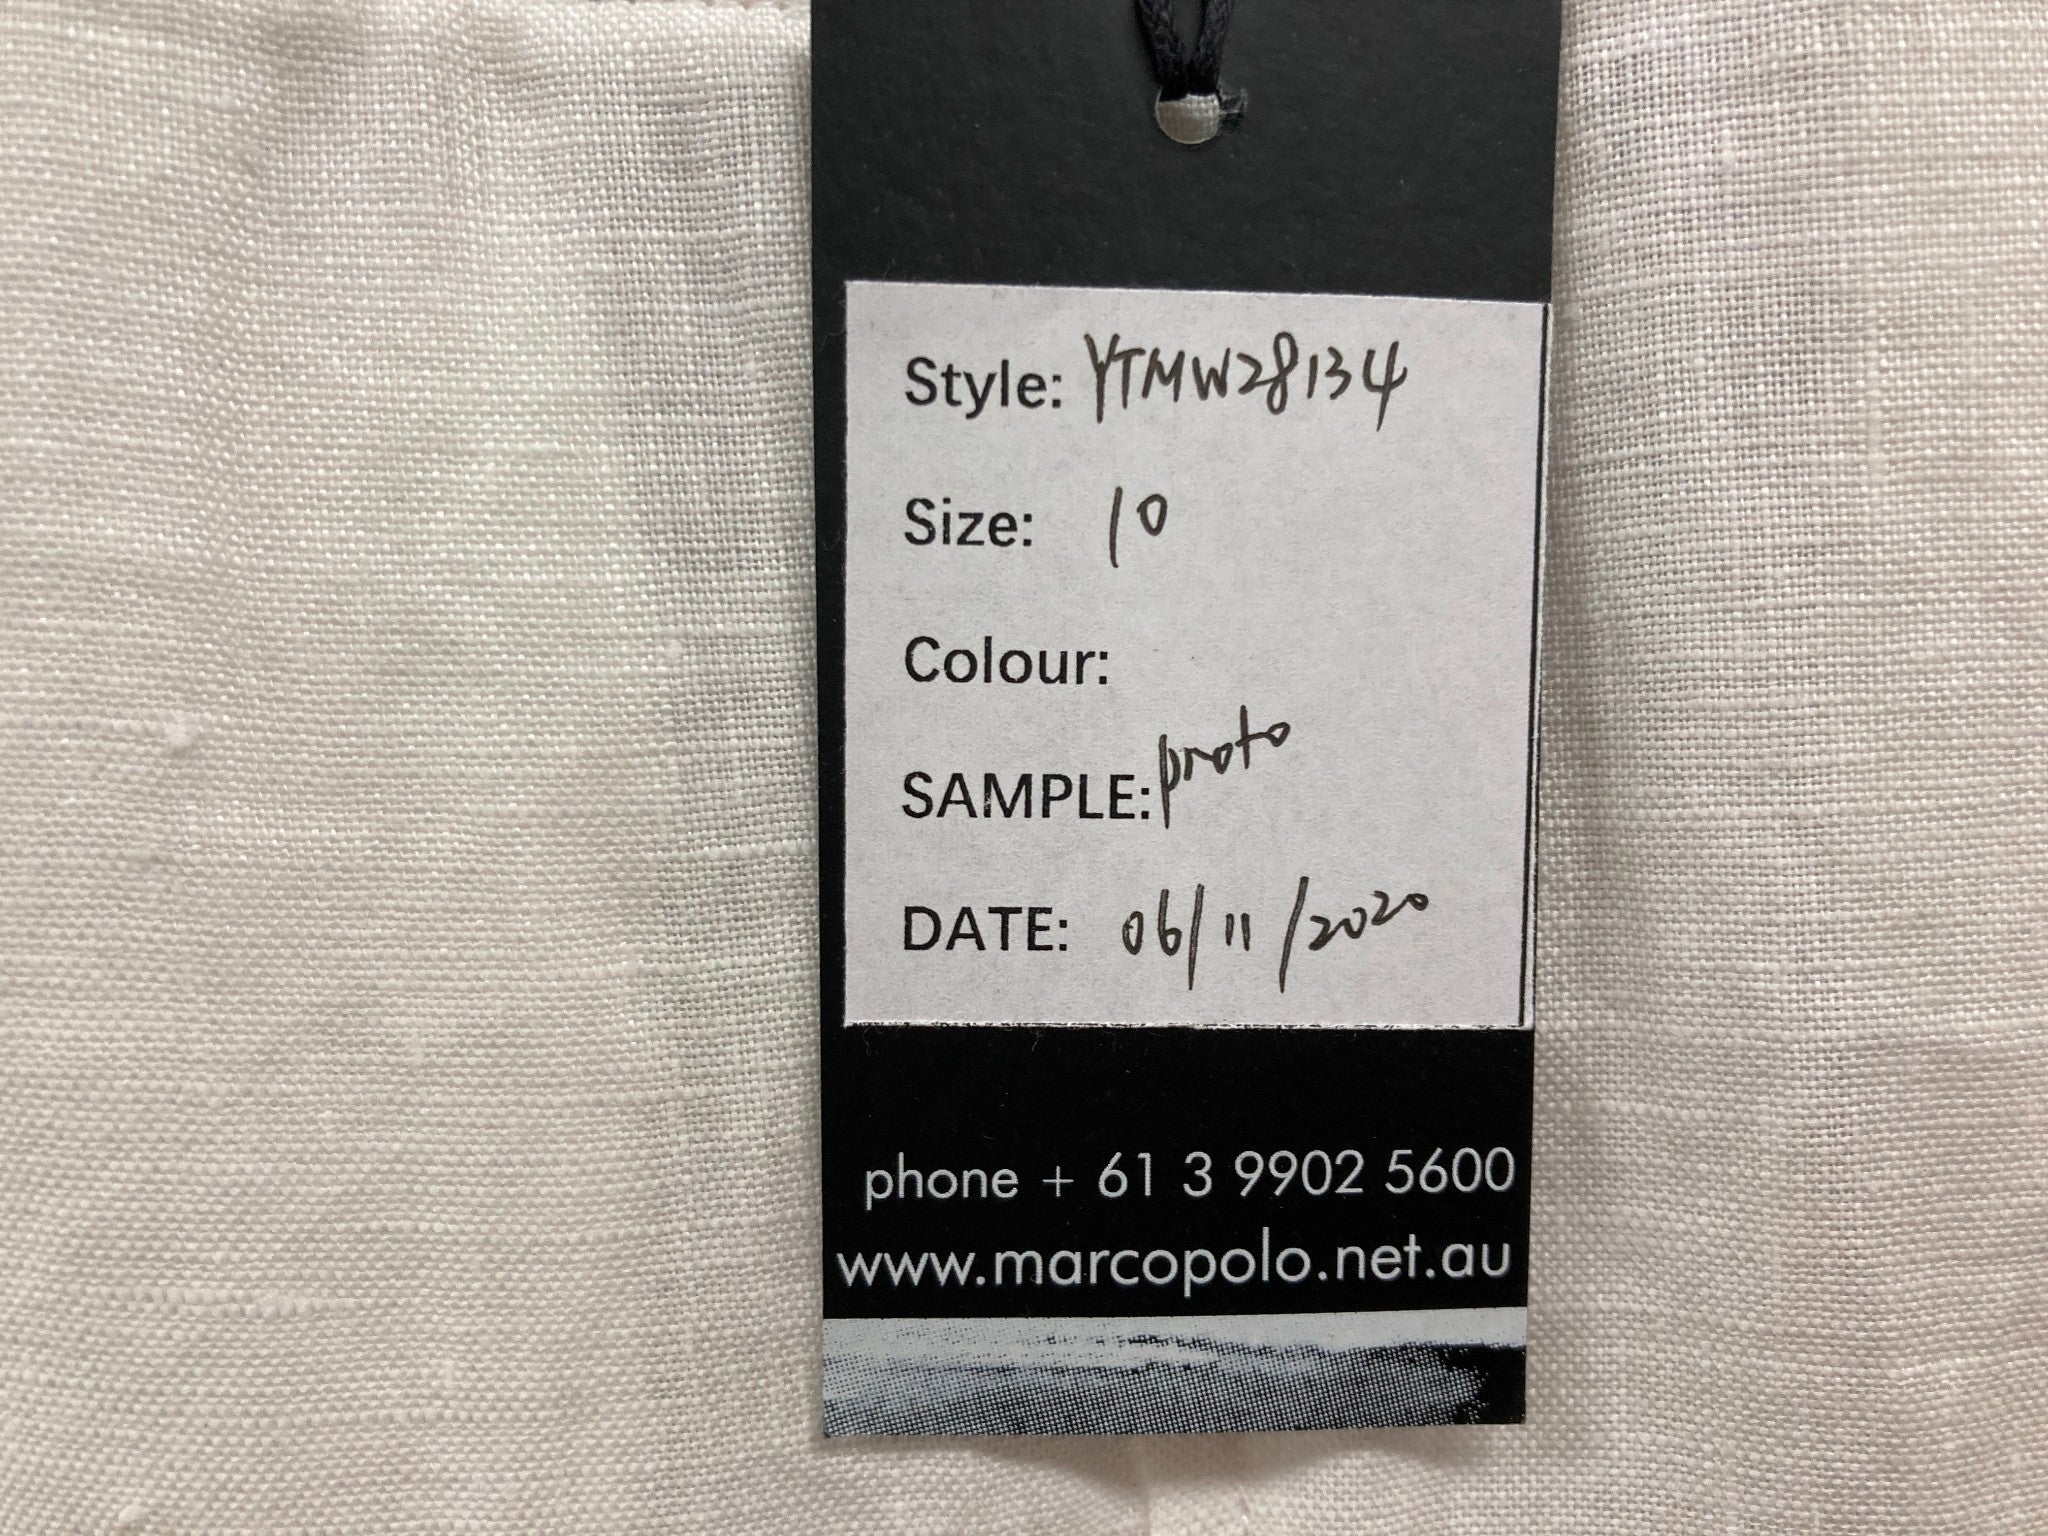 Style: YTMW28134
Size: 10
Colour:
SAMPLE: proto
DATE: 06/11/2020
phone + 61 3 9902 5600
www.marcopolo.net.au